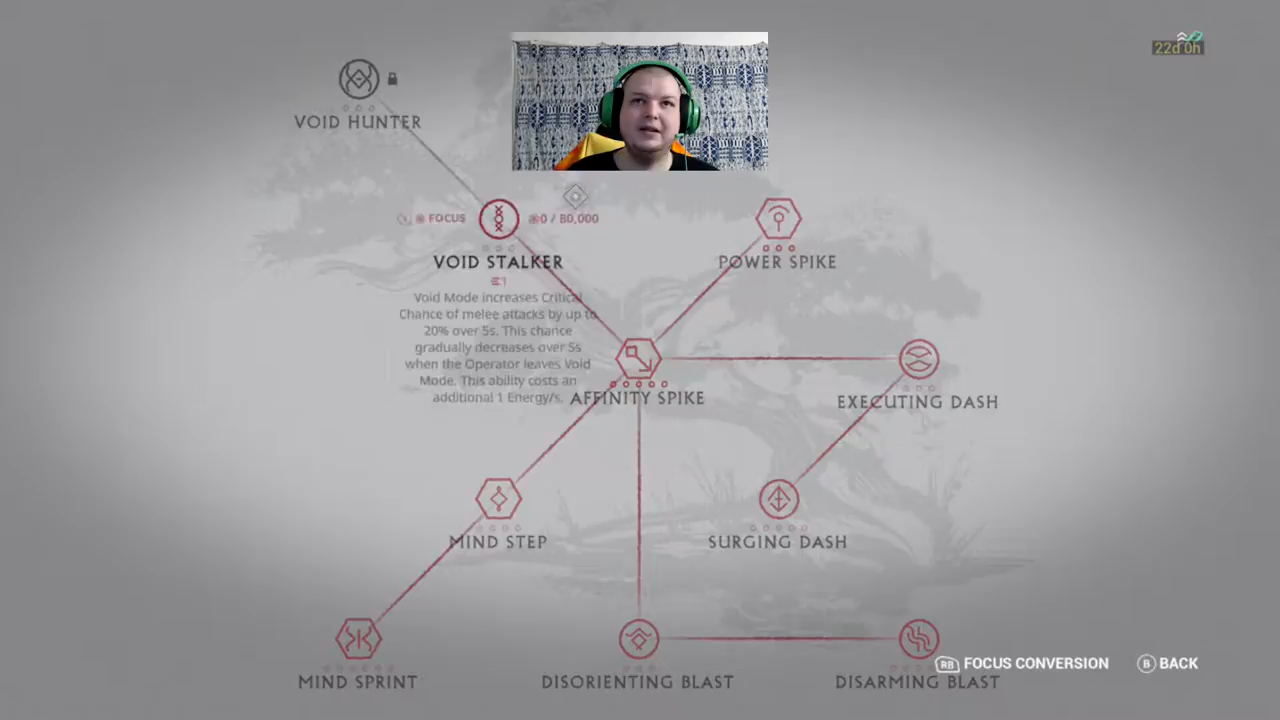 22d 0h
VOID HUNTER
FOCUS
0 / 80,000
VOID STALKER
POWER SPIKE
Void Mode increases Critical
Chance of melee attacks by up to
20% over 5s. This chance
gradually decreases over 5s
when the Operator leaves Void
Mode. This ability costs an
additional 1 Energy/s.
AFFINITY SPIKE
EXECUTING DASH
MIND STEP
SURGING DASH
RB FOCUS CONVERSION
B BACK
MIND SPRINT
DISORIENTING BLAST
DISARMING BLAST